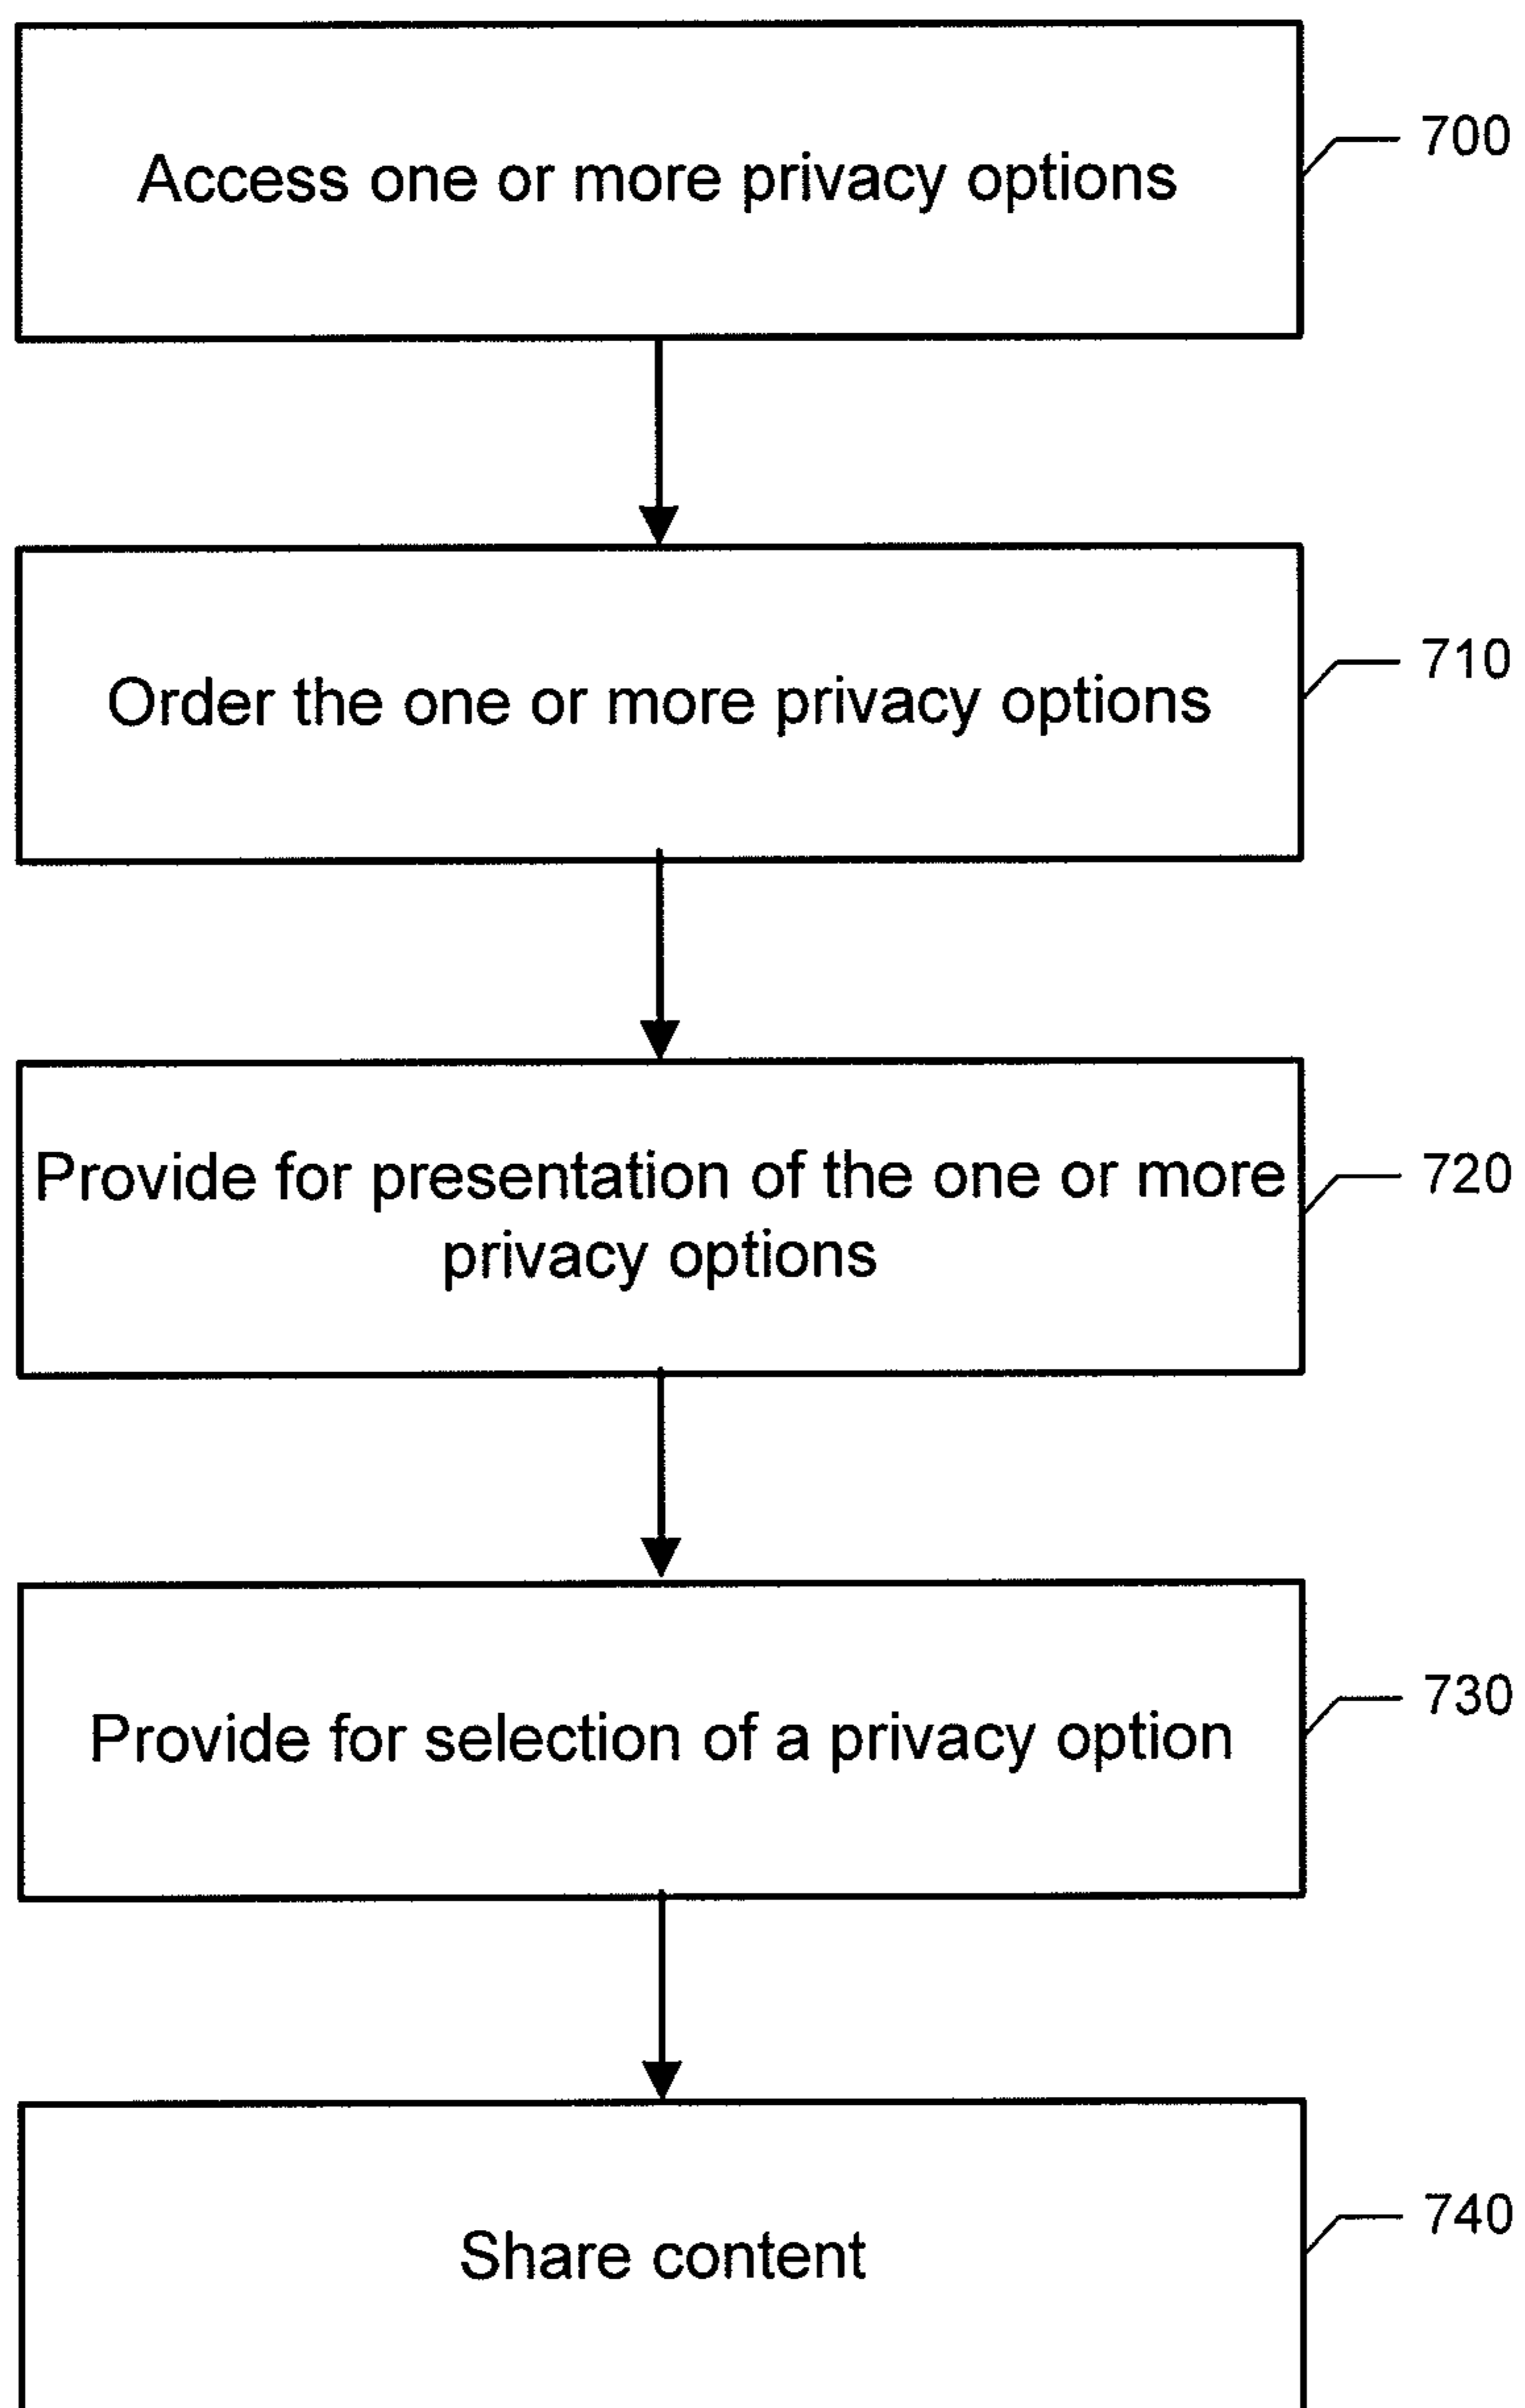 Access one or more privacy options
700
Order the one or more privacy options
710
Provide for presentation of the one or more
privacy options
720
Provide for selection of a privacy option
730
Share content
740